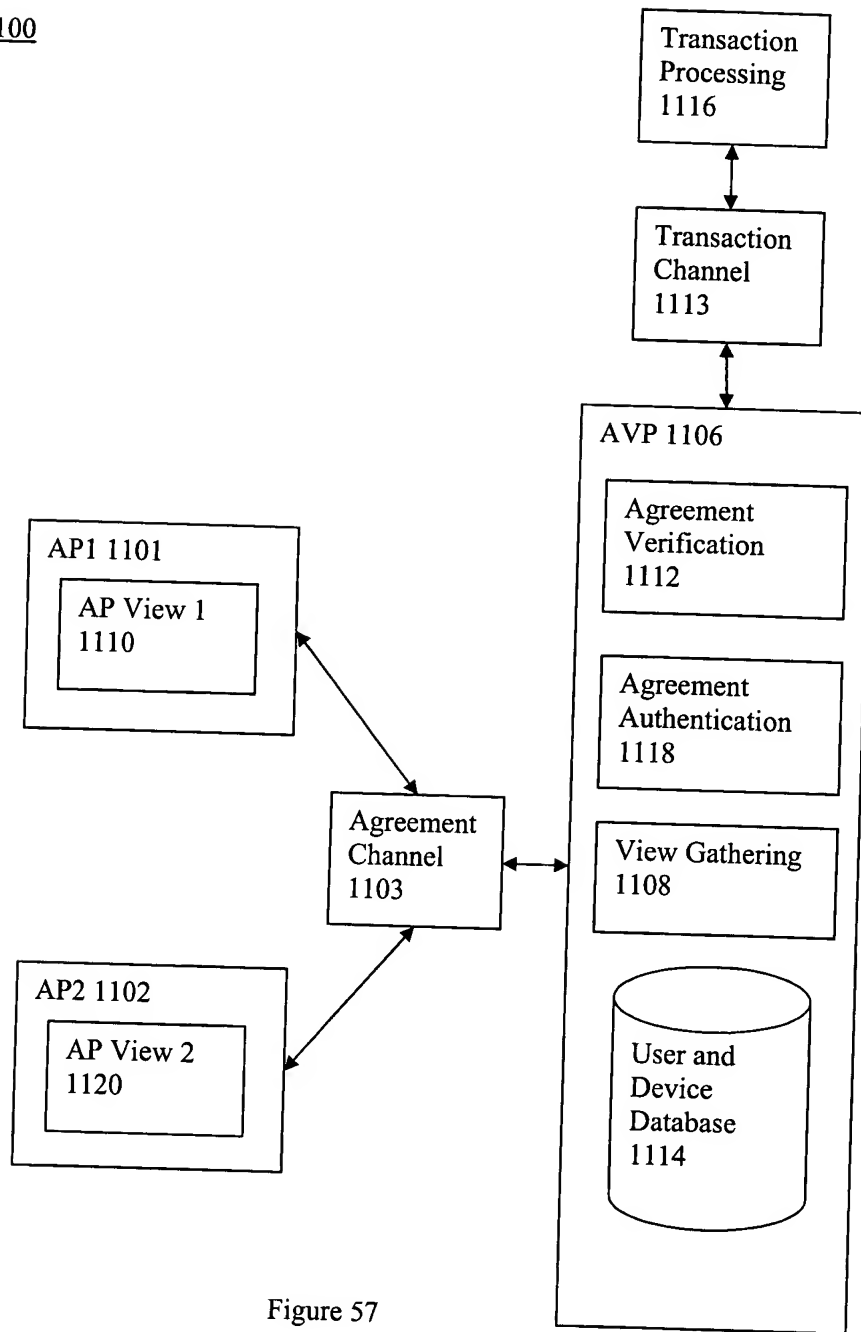 100
Transaction
Processing
1116
Transaction
Channel
1113
AVP 1106
Agreement
Verification
1112
AP1 1101
AP View 1
1110
Agreement
Authentication
1118
Agreement
Channel
1103
View Gathering
1108
AP2 1102
AP View 2
1120
User and
Device
Database
1114
Figure 57